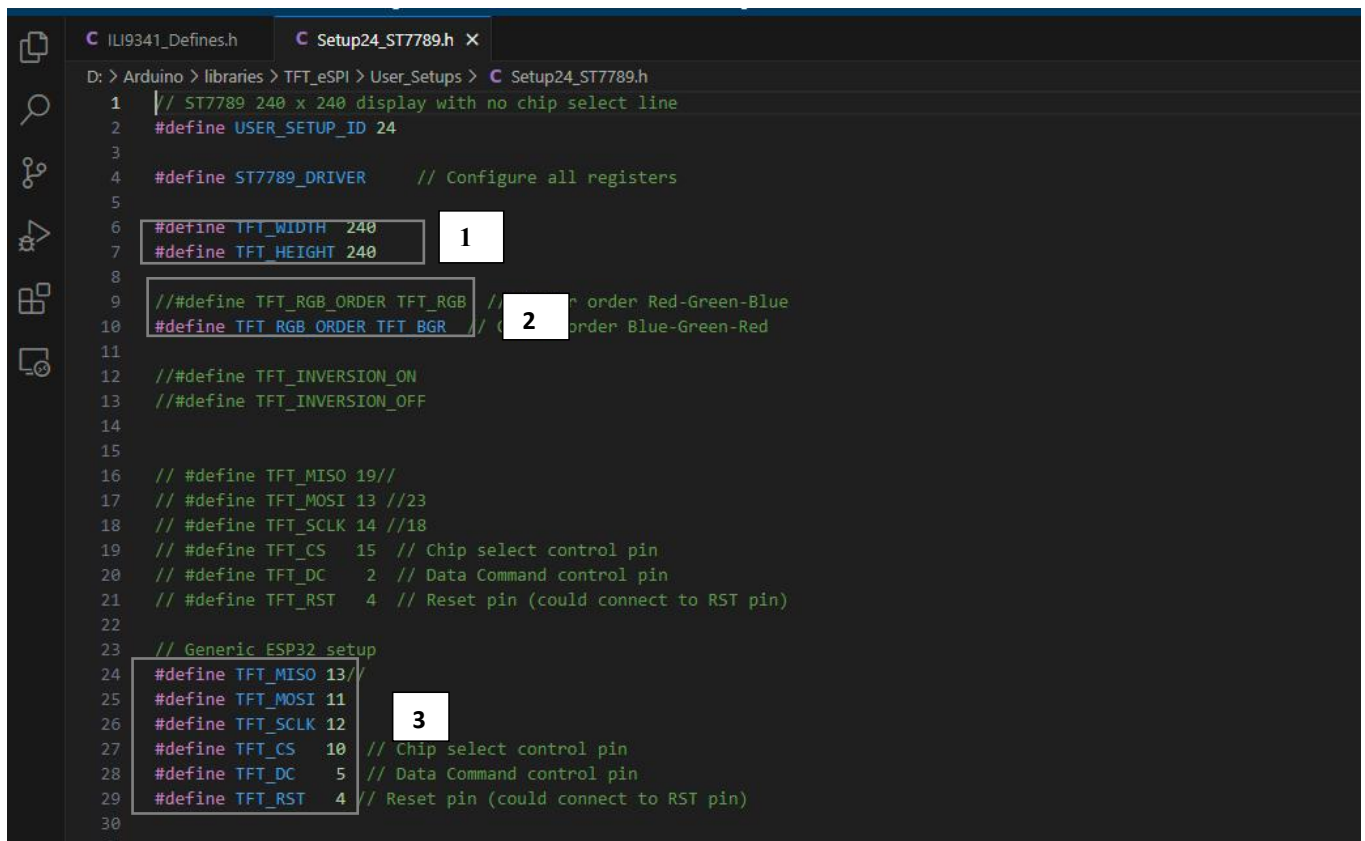 ILI9341_Defines.h Setup24_ST7789.h
D: > Arduino > libraries > TFT_eSPI > User_Setups > C Setup24_ST7789.h
1 // ST7789 240 x 240 display with no chip select line
2 #define USER_SETUP_ID 24
3
4 #define ST7789_DRIVER // Configure all registers
5
6 #define TFT_WIDTH 240
1
7 #define TFT_HEIGHT 240
8
9 //#define TFT_RGB_ORDER TFT_RGB // order Red-Green-Blue
2
10 #define TFT_RGB_ORDER TFT_BGR // order Blue-Green-Red
11
12 //#define TFT_INVERSION_ON
13 //#define TFT_INVERSION_OFF
14
15
16 // #define TFT_MISO 19//
17 // #define TFT_MOSI 13 //23
18 // #define TFT_SCLK 14 //18
19 // #define TFT_CS 15 // Chip select control pin
20 // #define TFT_DC 2 // Data Command control pin
21 // #define TFT_RST 4 // Reset pin (could connect to RST pin)
22
23 // Generic ESP32 setup
24 #define TFT_MISO 13//
25 #define TFT_MOSI 11
26 #define TFT_SCLK 12
3
27 #define TFT_CS 10 // Chip select control pin
28 #define TFT_DC 5 // Data Command control pin
29 #define TFT_RST 4 // Reset pin (could connect to RST pin)
30